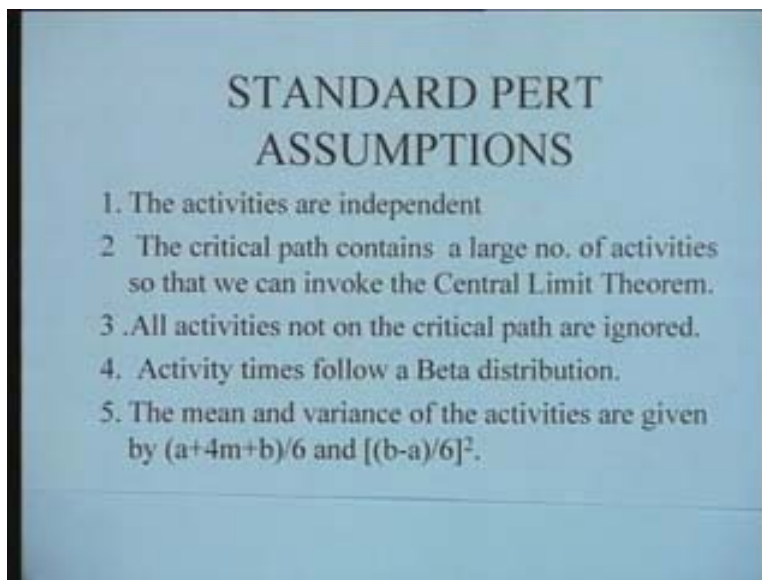 STANDARD PERT
ASSUMPTIONS
1. The activities are independent
2 The critical path contains a large no. of activities
so that we can invoke the Central Limit Theorem.
3 .All activities not on the critical path are ignored.
4. Activity times follow a Beta distribution.
5. The mean and variance of the activities are given
by (a+4m+b)/6 and [(b-a)/6]².